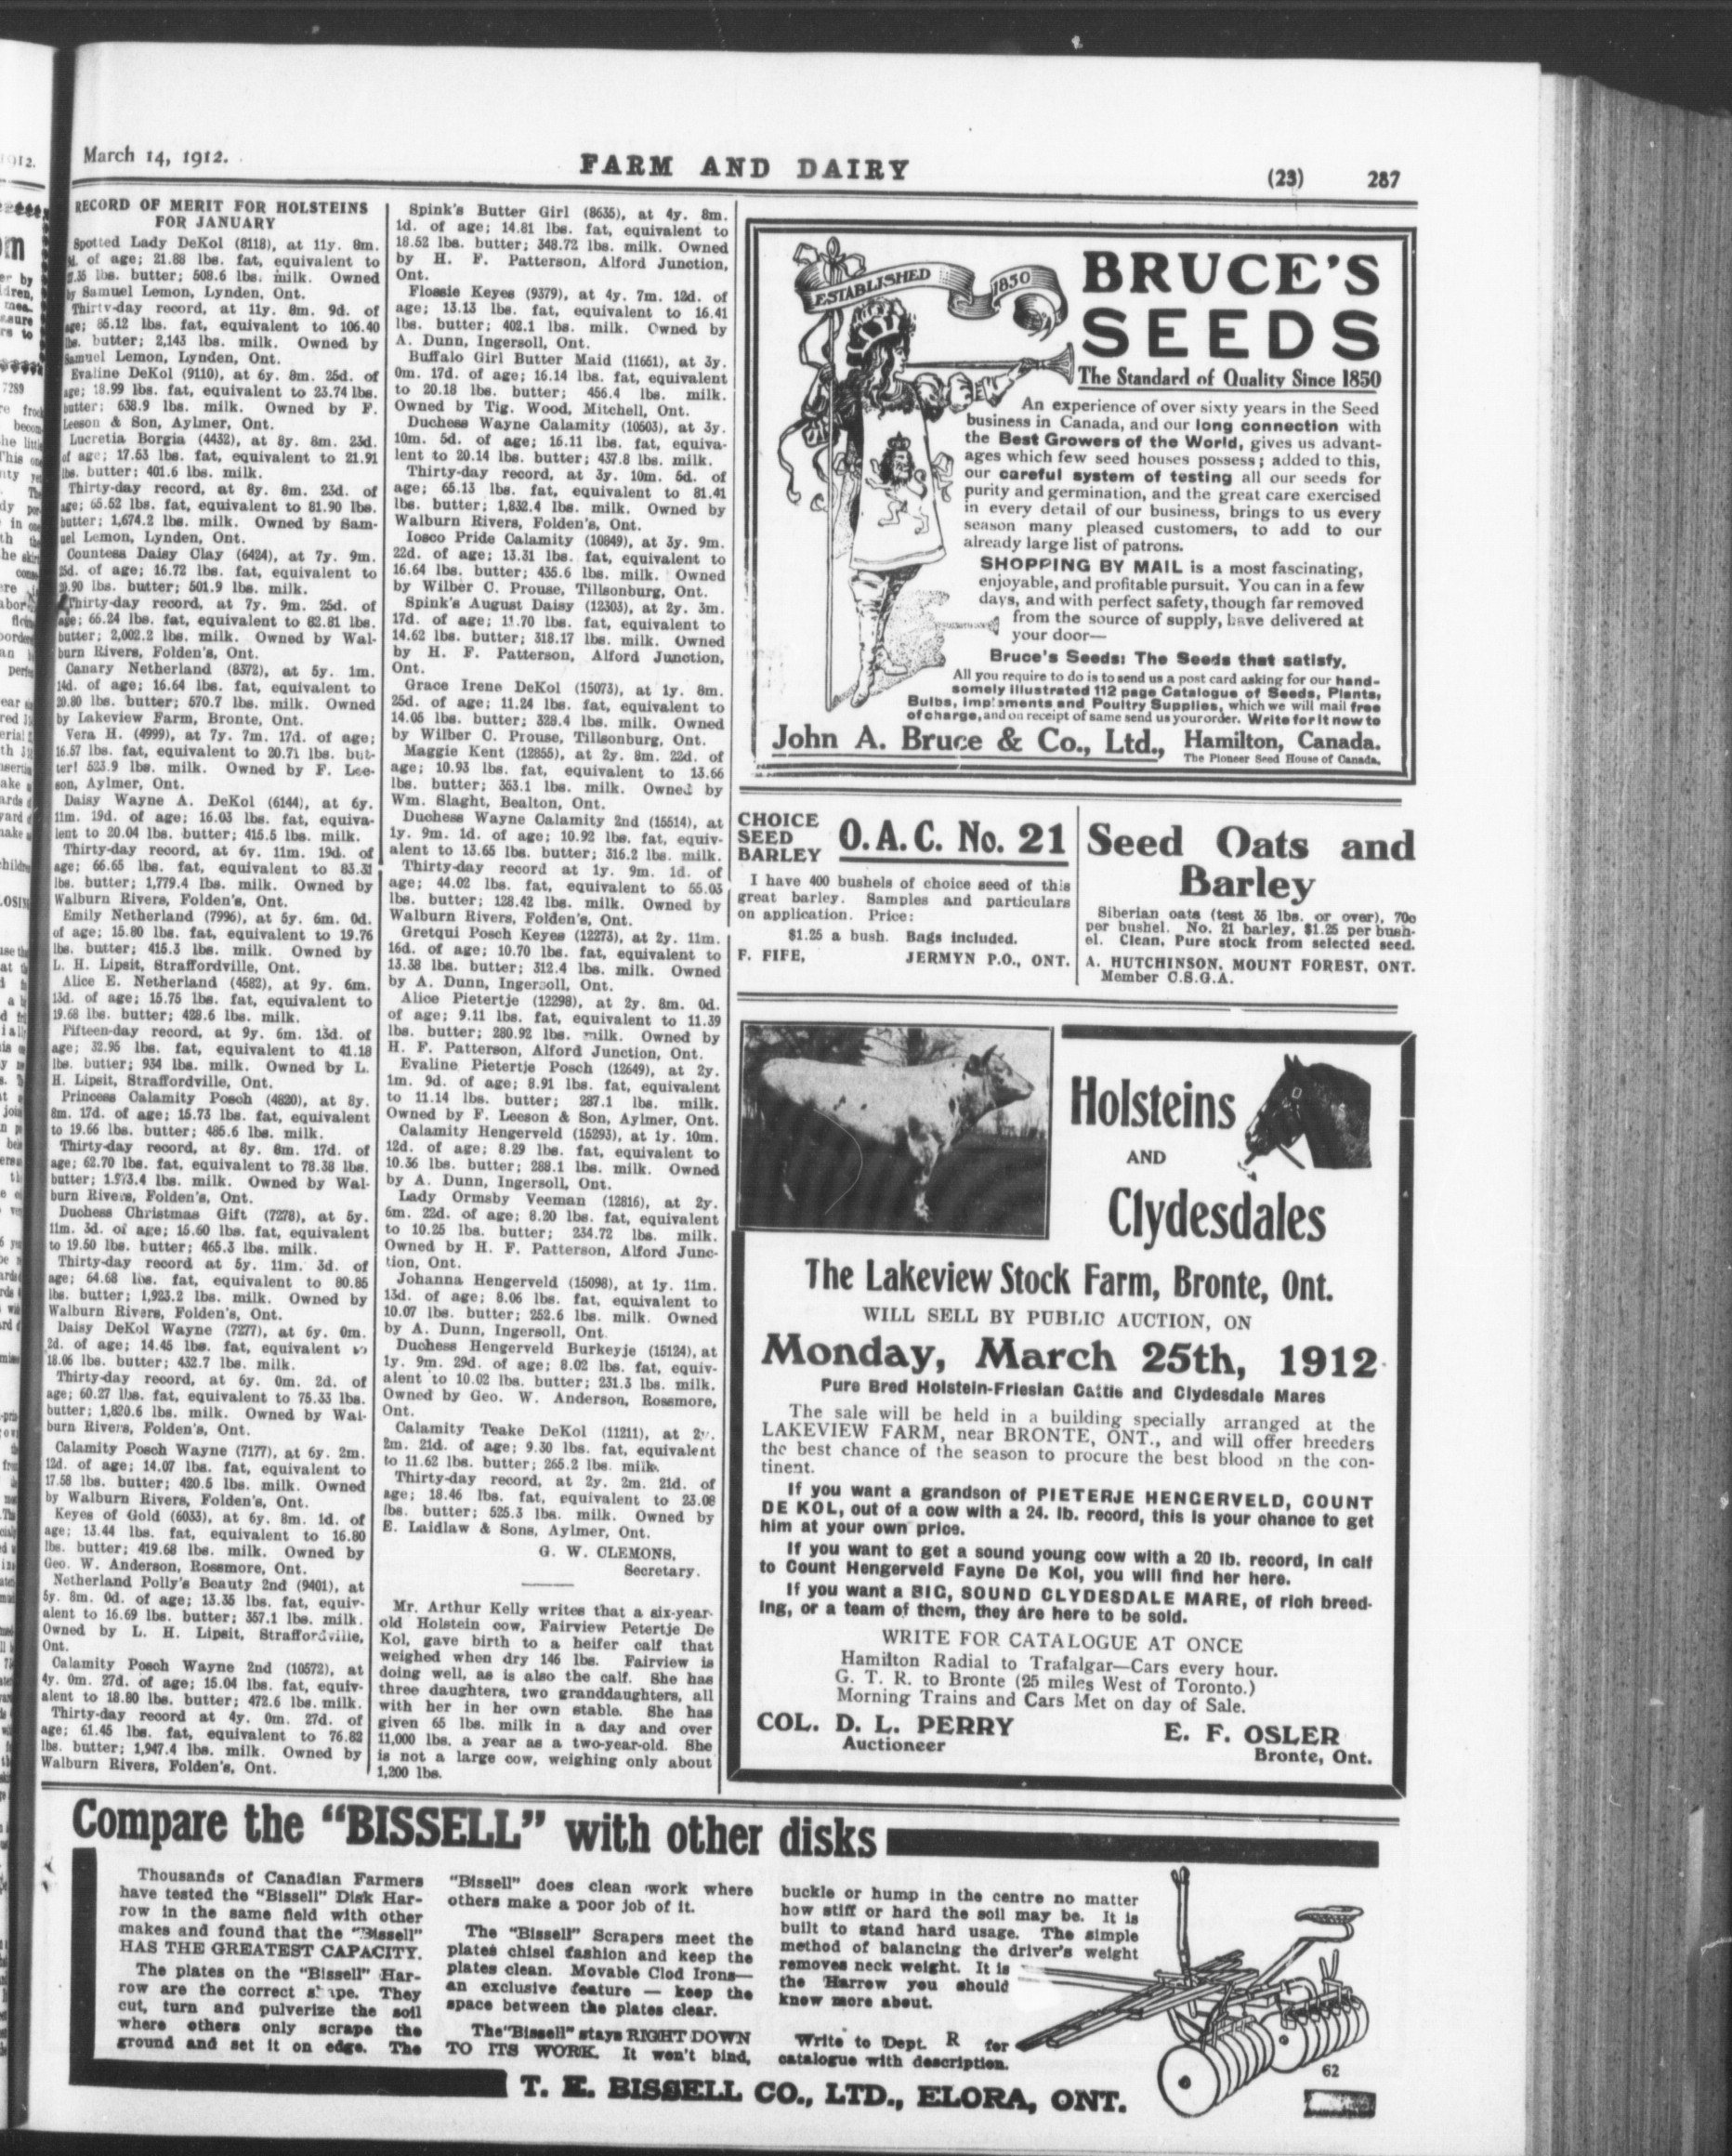 March 14, 1912.
FARM AND DAIRY
(23) 287
RECORD OF MERIT FOR HOLSTEINS
FOR JANUARY
Spotted Lady DeKol (8118), at 11y. 8m.
of age; 21.88 lbs. fat, equivalent to
lbs. butter; 508.6 lbs. milk. Owned
by Samuel Lemon, Lynden, Ont.
Thirty-day record, at 11y. 8m. 9d. of
age; 85.12 lbs. fat, equivalent to 106.40
lbs. butter; 2,143 lbs. milk. Owned by
Samuel Lemon, Lynden, Ont.
Evaline DeKol (9110), at 6y. 8m. 25d. of
age; 18.99 lbs. fat, equivalent to 23.74 lbs.
butter; 638.9 lbs. milk. Owned by F.
Leeson & Son, Aylmer, Ont.
Lucretia Borgia (4432), at 8y. 8m. 23d.
of age; 17.53 lbs. fat, equivalent to 21.91
lbs. butter; 401.6 lbs. milk.
Thirty-day record, at 8y. 8m. 23d. of
age; 65.52 lbs. fat, equivalent to 81.90 lbs.
butter; 1,674.2 lbs. milk. Owned by Sam-
uel Lemon, Lynden, Ont.
Countess Daisy Clay (6424), at 7y. 9m.
25d. of age; 16.72 lbs. fat, equivalent to
20.90 lbs. butter; 501.9 lbs. milk.
Thirty-day record, at 7y. 9m. 25d. of
age; 66.24 lbs. fat, equivalent to 82.81 lbs.
butter; 2,002.2 lbs. milk. Owned by Wal-
burn Rivers, Folden's, Ont.
Canary Netherland (8372), at 5y. 1m.
14d. of age; 16.64 lbs. fat, equivalent to
20.80 lbs. butter; 570.7 lbs. milk. Owned
by Lakeview Farm, Bronte, Ont.
Vera H. (4999), at 7y. 7m. 17d. of age;
16.57 lbs. fat, equivalent to 20.71 lbs. but-
ter! 523.9 lbs. milk. Owned by F. Lee-
son, Aylmer, Ont.
Daisy Wayne A. DeKol (6144), at 6y.
11m. 19d. of age; 16.03 lbs. fat, equiva-
lent to 20.04 lbs. butter; 415.5 lbs. milk.
Thirty-day record, at 6y. 11m. 19d. of
age; 66.65 lbs. fat, equivalent to 83.31
lbs. butter; 1,779.4 lbs. milk. Owned by
Walburn Rivers, Folden's, Ont.
Emily Netherland (7996), at 5y. 6m. 0d.
of age; 15.80 lbs. fat, equivalent to 19.76
lbs. butter; 415.3 lbs. milk. Owned by
L. H. Lipsit, Straffordville, Ont.
Alice E. Netherland (4582), at 9y. 6m.
13d. of age; 15.75 lbs. fat, equivalent to
19.68 lbs. butter; 428.6 lbs. milk.
Fifteen-day record, at 9y. 6m. 13d. of
age; 32.95 lbs. fat, equivalent to 41.18
lbs. butter; 934 lbs. milk. Owned by L.
H. Lipsit, Straffordville, Ont.
Princess Calamity Posch (4820), at 8y.
8m. 17d. of age; 15.73 lbs. fat, equivalent
to 19.66 lbs. butter; 485.6 lbs. milk.
Thirty-day record, at 8y. 8m. 17d. of
age; 62.70 lbs. fat, equivalent to 78.38 lbs.
butter; 1.973.4 lbs. milk. Owned by Wal-
burn Rivers, Folden's, Ont.
Duchess Christmas Gift (7278), at 5y.
11m. 3d. of age; 15.60 lbs. fat, equivalent
to 19.50 lbs. butter; 465.3 lbs. milk.
Thirty-day record at 5y. 11m. 3d. of
age; 64.68 lbs. fat, equivalent to 80.85
lbs. butter; 1,923.2 lbs. milk. Owned by
Walburn Rivers, Folden's, Ont.
Daisy DeKol Wayne (7277), at 6y. 0m.
2d. of age; 14.45 lbs. fat, equivalent to
18.06 lbs. butter; 432.7 lbs. milk.
Thirty-day record, at 6y. 0m. 2d. of
age; 60.27 lbs. fat, equivalent to 75.33 lbs.
butter; 1,820.6 lbs. milk. Owned by Wal-
burn Rivers, Folden's, Ont.
Calamity Posch Wayne (7177), at 6y. 2m.
12d. of age; 14.07 lbs. fat, equivalent to
17.58 lbs. butter; 420.5 lbs. milk. Owned
by Walburn Rivers, Folden's, Ont.
Keyes of Gold (6033), at 6y. 8m. 1d. of
age; 13.44 lbs. fat, equivalent to 16.80
lbs. butter; 419.68 lbs. milk. Owned by
Geo. W. Anderson, Rossmore, Ont.
Netherland Polly's Beauty 2nd (9401), at
5y. 8m. 0d. of age; 13.35 lbs. fat, equiv-
alent to 16.69 lbs. butter; 357.1 lbs. milk.
Owned by L. H. Lipsit, Straffordville,
Ont.
Calamity Posch Wayne 2nd (10572), at
4y. 0m. 27d. of age; 15.04 lbs. fat, equiv-
alent to 18.80 lbs. butter; 472.6 lbs. milk.
Thirty-day record at 4y. 0m. 27d. of
age; 61.45 lbs. fat, equivalent to 76.82
lbs. butter; 1,947.4 lbs. milk. Owned by
Walburn Rivers, Folden's, Ont.
Spink's Butter Girl (8635), at 4y. 8m.
1d. of age; 14.81 lbs. fat, equivalent to
18.52 lbs. butter; 348.72 lbs. milk. Owned
by H. F. Patterson, Alford Junction,
Ont.
Flossie Keyes (9379), at 4y. 7m. 12d. of
age; 13.13 lbs. fat, equivalent to 16.41
lbs. butter; 402.1 lbs. milk. Owned by
A. Dunn, Ingersoll, Ont.
Buffalo Girl Butter Maid (11651), at 3y.
0m. 17d. of age; 16.14 lbs. fat, equivalent
to 20.18 lbs. butter; 456.4 lbs. milk.
Owned by Tig. Wood, Mitchell, Ont.
Duchess Wayne Calamity (10503), at 3y.
10m. 5d. of age; 16.11 lbs. fat, equiva-
lent to 20.14 lbs. butter; 437.8 lbs. milk.
Thirty-day record, at 3y. 10m. 5d. of
age; 65.13 lbs. fat, equivalent to 81.41
lbs. butter; 1,832.4 lbs. milk. Owned by
Walburn Rivers, Folden's, Ont.
Iosco Pride Calamity (10849), at 3y. 9m.
22d. of age; 13.31 lbs. fat, equivalent to
16.64 lbs. butter; 435.6 lbs. milk. Owned
by Wilber C. Prouse, Tillsonburg, Ont.
Spink's August Daisy (12303), at 2y. 3m.
17d. of age; 11.70 lbs. fat, equivalent to
14.62 lbs. butter; 318.17 lbs. milk. Owned
by H. F. Patterson, Alford Junction,
Ont.
Grace Irene DeKol (15073), at 1y. 8m.
25d. of age; 11.24 lbs. fat, equivalent to
14.05 lbs. butter; 328.4 lbs. milk. Owned
by Wilber C. Prouse, Tillsonburg, Ont.
Maggie Kent (12855), at 2y. 8m. 22d. of
age; 10.93 lbs. fat, equivalent to 13.66
lbs. butter; 353.1 lbs. milk. Owned by
Wm. Slaght, Bealton, Ont.
Duchess Wayne Calamity 2nd (15514), at
1y. 9m. 1d. of age; 10.92 lbs. fat, equiv-
alent to 13.65 lbs. butter; 316.2 lbs. milk.
Thirty-day record at 1y. 9m. 1d. of
age; 44.02 lbs. fat, equivalent to 55.03
lbs. butter; 128.42 lbs. milk. Owned by
Walburn Rivers, Folden's, Ont.
Gretqui Posch Keyes (12273), at 2y. 11m.
16d. of age; 10.70 lbs. fat, equivalent to
13.38 lbs. butter; 312.4 lbs. milk. Owned
by A. Dunn, Ingersoll, Ont.
Alice Pietertje (12298), at 2y. 8m. 0d.
of age; 9.11 lbs. fat, equivalent to 11.39
lbs. butter; 280.92 lbs. milk. Owned by
H. F. Patterson, Alford Junction, Ont.
Evaline Pietertje Posch (12649), at 2y.
1m. 9d. of age; 8.91 lbs. fat, equivalent
to 11.14 lbs. butter; 287.1 lbs. milk.
Owned by F. Leeson & Son, Aylmer, Ont.
Calamity Hengerveld (15293), at 1y. 10m.
12d. of age; 8.29 lbs. fat, equivalent to
10.36 lbs. butter; 288.1 lbs. milk. Owned
by A. Dunn, Ingersoll, Ont.
Lady Ormsby Veeman (12816), at 2y.
6m. 22d. of age; 8.20 lbs. fat, equivalent
to 10.25 lbs. butter; 234.72 lbs. milk.
Owned by H. F. Patterson, Alford Junc-
tion, Ont.
Johanna Hengerveld (15098), at 1y. 11m.
13d. of age; 8.06 lbs. fat, equivalent to
10.07 lbs. butter; 252.6 lbs. milk. Owned
by A. Dunn, Ingersoll, Ont.
Duchess Hengerveld Burkeyje (15124), at
1y. 9m. 29d. of age; 8.02 lbs. fat, equiv-
alent to 10.02 lbs. butter; 231.3 lbs. milk.
Owned by Geo. W. Anderson, Rossmore,
Ont.
Calamity Teake DeKol (11211), at 2y.
2m. 21d. of age; 9.30 lbs. fat, equivalent
to 11.62 lbs. butter; 265.2 lbs. milk.
Thirty-day record, at 2y. 2m. 21d. of
age; 18.46 lbs. fat, equivalent to 23.08
lbs. butter; 525.3 lbs. milk. Owned by
E. Laidlaw & Sons, Aylmer, Ont.
G. W. CLEMONS,
Secretary.
Mr. Arthur Kelly writes that a six-year-
old Holstein cow, Fairview Petertje De
Kol, gave birth to a heifer calf that
weighed when dry 146 lbs. Fairview is
doing well, as is also the calf. She has
three daughters, two granddaughters, all
with her in her own stable. She has
given 65 lbs. milk in a day and over
11,000 lbs. a year as a two-year-old. She
is not a large cow, weighing only about
1,200 lbs.
ESTABLISHED 1850
BRUCE'S
SEEDS
The Standard of Quality Since 1850
An experience of over sixty years in the Seed
business in Canada, and our long connection with
the Best Growers of the World, gives us advant-
ages which few seed houses possess; added to this,
our careful system of testing all our seeds for
purity and germination, and the great care exercised
in every detail of our business, brings to us every
season many pleased customers, to add to our
already large list of patrons.
SHOPPING BY MAIL is a most fascinating,
enjoyable, and profitable pursuit. You can in a few
days, and with perfect safety, though far removed
from the source of supply, have delivered at
your door—
Bruce's Seeds: The Seeds that satisfy.
All you require to do is to send us a post card asking for our hand-
somely illustrated 112 page Catalogue of Seeds, Plants,
Bulbs, Implements and Poultry Supplies, which we will mail free
of charge, and on receipt of same send us your order. Write for it now to
John A. Bruce & Co., Ltd., Hamilton, Canada.
The Pioneer Seed House of Canada.
CHOICE
SEED
BARLEY
O.A.C. No. 21
I have 400 bushels of choice seed of this
great barley. Samples and particulars
on application. Price:
$1.25 a bush. Bags included.
F. FIFE, JERMYN P.O., ONT.
Seed Oats and
Barley
Siberian oats (test 35 lbs. or over), 70c
per bushel. No. 21 barley, $1.25 per bush-
el. Clean, Pure stock from selected seed.
A. HUTCHINSON, MOUNT FOREST, ONT.
Member C.S.G.A.
Holsteins
AND
Clydesdales
The Lakeview Stock Farm, Bronte, Ont.
WILL SELL BY PUBLIC AUCTION, ON
Monday, March 25th, 1912
Pure Bred Holstein-Friesian Cattle and Clydesdale Mares
The sale will be held in a building specially arranged at the
LAKEVIEW FARM, near BRONTE, ONT., and will offer breeders
the best chance of the season to procure the best blood on the con-
tinent.
If you want a grandson of PIETERJE HENGERVELD, COUNT
DE KOL, out of a cow with a 24. lb. record, this is your chance to get
him at your own price.
If you want to get a sound young cow with a 20 lb. record, in calf
to Count Hengerveld Fayne De Kol, you will find her here.
If you want a BIG, SOUND CLYDESDALE MARE, of rich breed-
ing, or a team of them, they are here to be sold.
WRITE FOR CATALOGUE AT ONCE
Hamilton Radial to Trafalgar—Cars every hour.
G. T. R. to Bronte (25 miles West of Toronto.)
Morning Trains and Cars Met on day of Sale.
COL. D. L. PERRY
Auctioneer
E. F. OSLER
Bronte, Ont.
Compare the "BISSELL" with other disks
Thousands of Canadian Farmers
have tested the "Bissell" Disk Har-
row in the same field with other
makes and found that the "Bissell"
HAS THE GREATEST CAPACITY.
The plates on the "Bissell" Har-
row are the correct shape. They
cut, turn and pulverize the soil
where others only scrape the
ground and set it on edge. The
"Bissell" does clean work where
others make a poor job of it.
The "Bissell" Scrapers meet the
plates chisel fashion and keep the
plates clean. Movable Clod Irons—
an exclusive feature — keep the
space between the plates clear.
The "Bissell" stays RIGHT DOWN
TO ITS WORK. It won't bind,
buckle or hump in the centre no matter
how stiff or hard the soil may be. It is
built to stand hard usage. The simple
method of balancing the driver's weight
removes neck weight. It is
the Harrow you should
know more about.
Write to Dept. R for
catalogue with description.
62
T. E. BISSELL CO., LTD., ELORA, ONT.